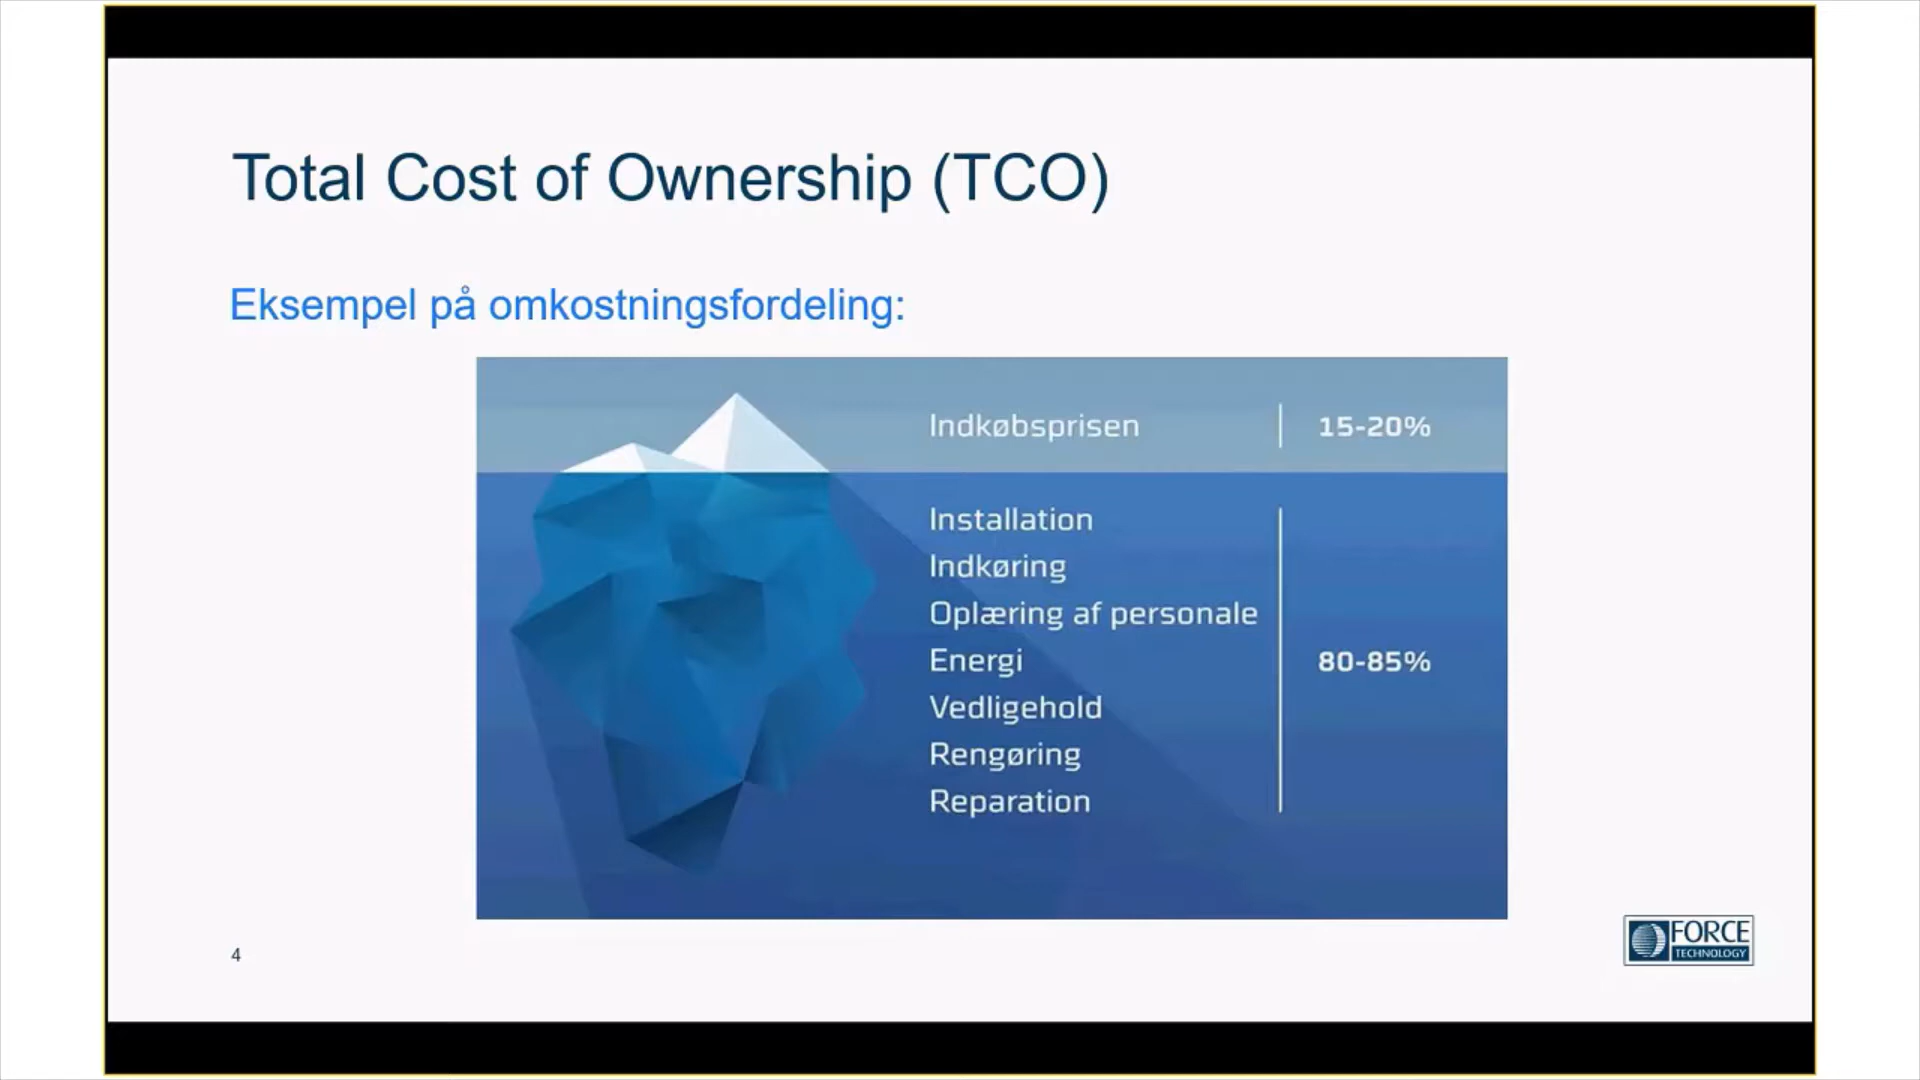 Total Cost of Ownership (TCO)
Eksempel på omkostningsfordeling:
Indkøbsprisen 15-20%
Installation
Indkøring
Oplæring af personale
Energi 80-85%
Vedligehold
Rengøring
Reparation
4
FORCE
TECHNOLOGY